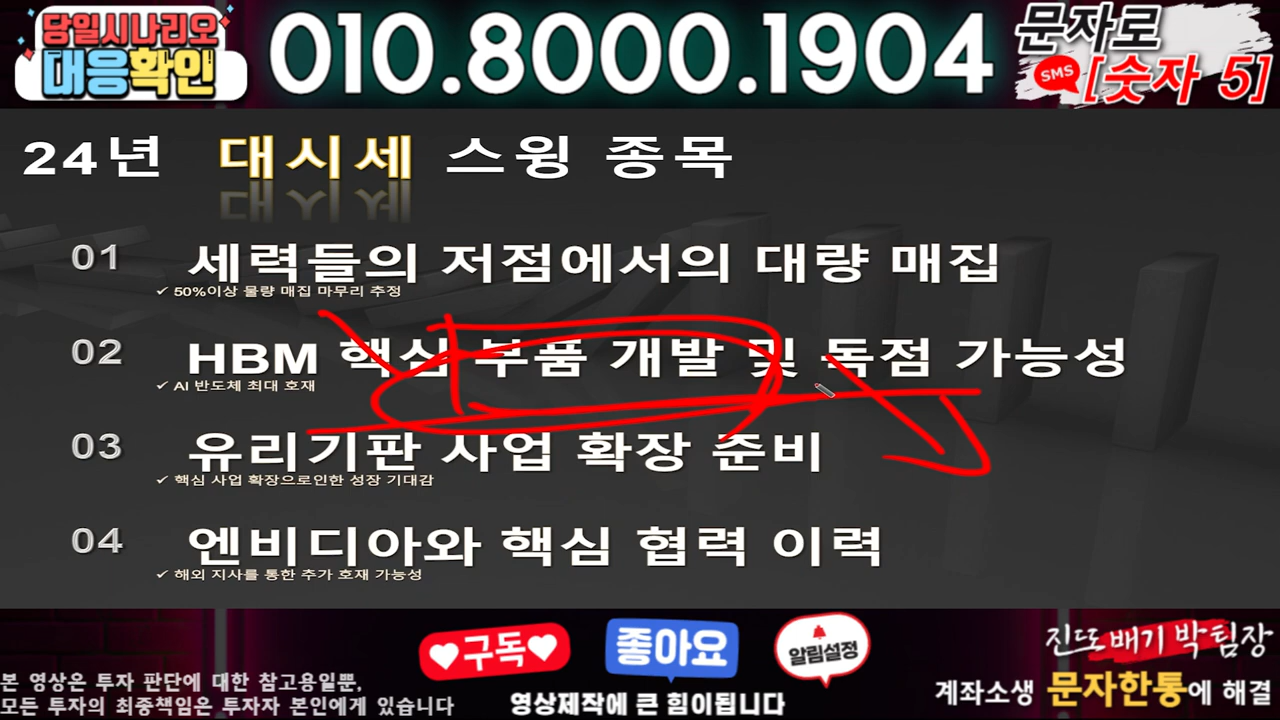 당일시나리오
대응확인
010.8000.1904
문자로
SMS [숫자 5]
24년 대시세 스윙 종목
01 세력들의 저점에서의 대량 매집
✓ 50%이상 물량 매집 마무리 추정
02 HBM 핵심 부품 개발 및 독점 가능성
✓ AI 반도체 최대 호재
03 유리기판 사업 확장 준비
✓ 핵심 사업 확장으로인한 성장 기대감
04 엔비디아와 핵심 협력 이력
✓ 해외 지사를 통한 추가 호재 가능성
구독
좋아요
알림설정
영상제작에 큰 힘이됩니다
본 영상은 투자 판단에 대한 참고용일뿐,
모든 투자의 최종책임은 투자자 본인에게 있습니다
진또배기 박팀장
계좌소생 문자한통에 해결